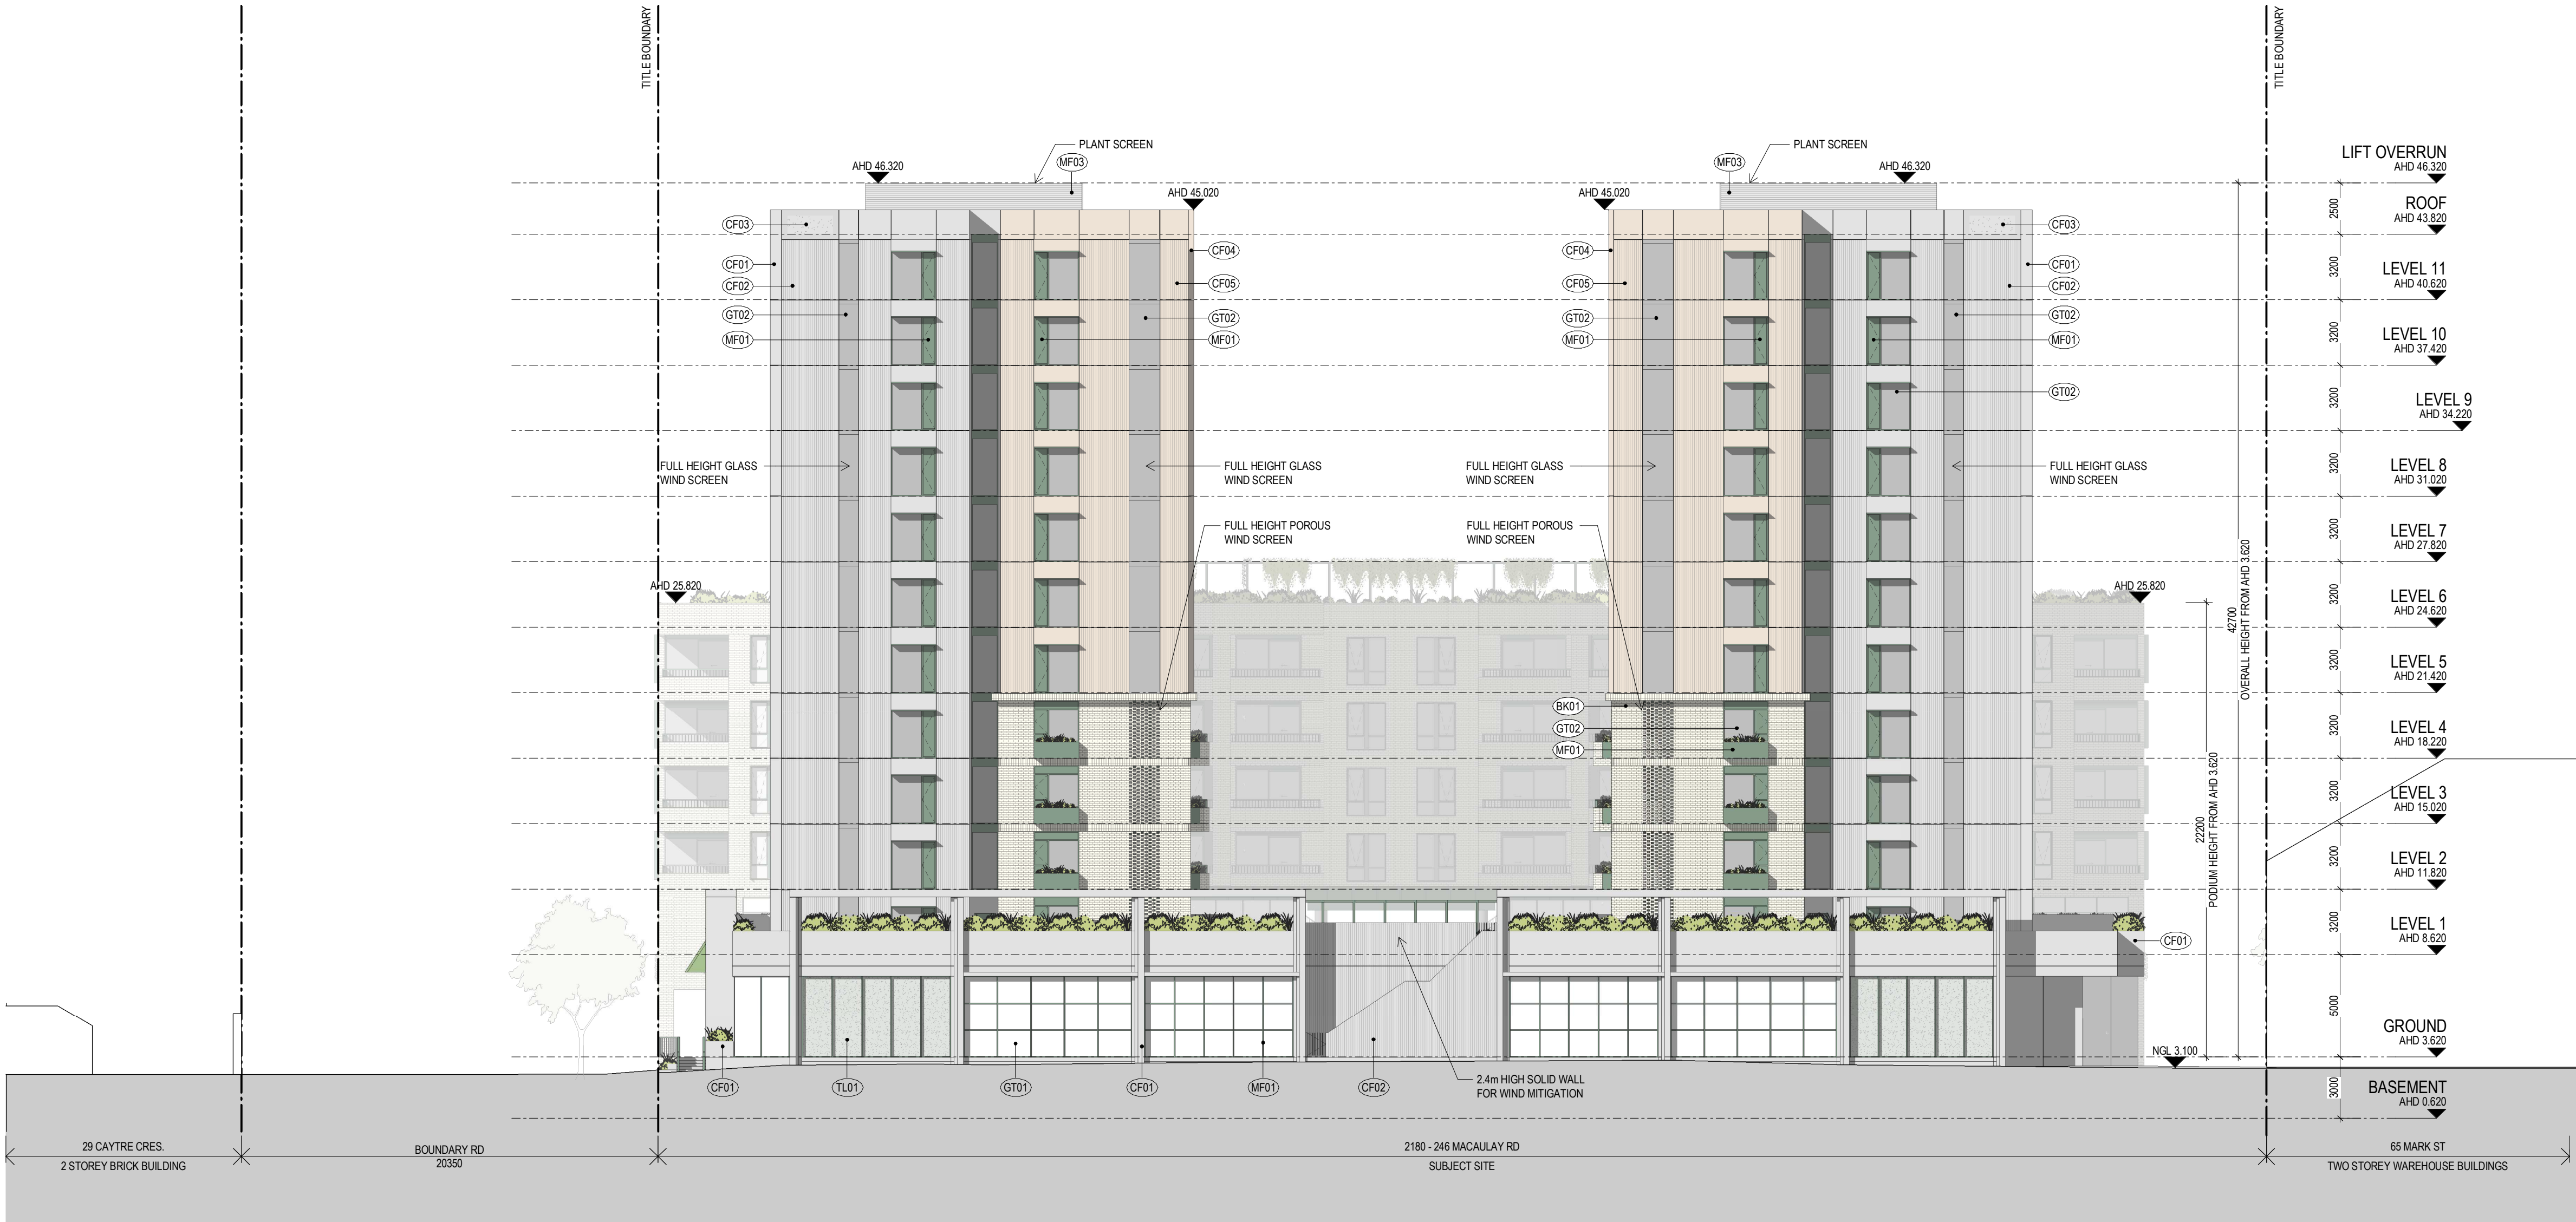 TITLE BOUNDARY
TITLE BOUNDARY
PLANT SCREEN
MF03
AHD 46.320
AHD 45.020
PLANT SCREEN
MF03
AHD 46.320
AHD 45.020
CF03
CF01
CF02
GT02
MF01
CF04
CF05
GT02
MF01
CF04
CF05
GT02
MF01
CF03
CF01
CF02
GT02
MF01
GT02
FULL HEIGHT GLASS
WIND SCREEN
FULL HEIGHT GLASS
WIND SCREEN
FULL HEIGHT GLASS
WIND SCREEN
FULL HEIGHT GLASS
WIND SCREEN
FULL HEIGHT POROUS
WIND SCREEN
FULL HEIGHT POROUS
WIND SCREEN
AHD 25.820
AHD 25.820
BK01
GT02
MF01
CF01
42700
OVERALL HEIGHT FROM AHD 3.620
22200
PODIUM HEIGHT FROM AHD 3.620
NGL 3.100
LIFT OVERRUN
AHD 46.320
2500
ROOF
AHD 43.820
3200
LEVEL 11
AHD 40.620
3200
LEVEL 10
AHD 37.420
3200
LEVEL 9
AHD 34.220
3200
LEVEL 8
AHD 31.020
3200
LEVEL 7
AHD 27.820
3200
LEVEL 6
AHD 24.620
3200
LEVEL 5
AHD 21.420
3200
LEVEL 4
AHD 18.220
3200
LEVEL 3
AHD 15.020
3200
LEVEL 2
AHD 11.820
3200
LEVEL 1
AHD 8.620
5000
GROUND
AHD 3.620
3000
BASEMENT
AHD 0.620
CF01
TL01
GT01
CF01
MF01
CF02
2.4m HIGH SOLID WALL
FOR WIND MITIGATION
29 CAYTRE CRES.
2 STOREY BRICK BUILDING
BOUNDARY RD
20350
2180 - 246 MACAULAY RD
SUBJECT SITE
65 MARK ST
TWO STOREY WAREHOUSE BUILDINGS